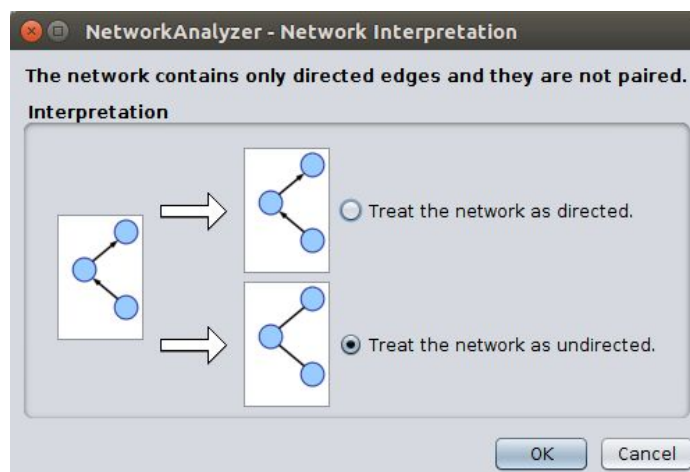 NetworkAnalyzer - Network Interpretation
The network contains only directed edges and they are not paired.
Interpretation
Treat the network as directed.
Treat the network as undirected.
OK
Cancel